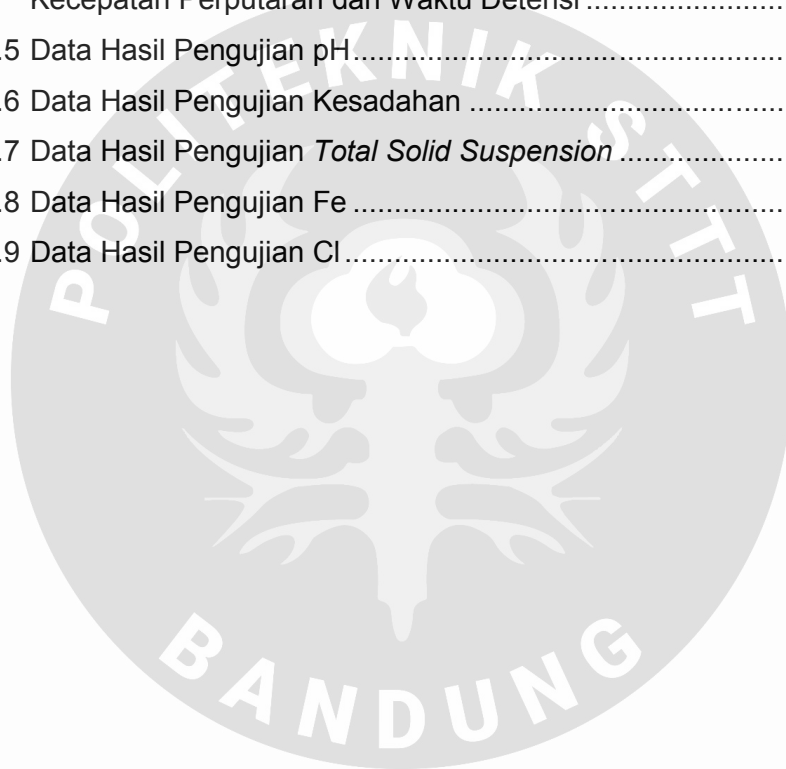 Kecepatan Perputaran dan Waktu Detensi........................
.5 Data Hasil Pengujian pH........................
.6 Data Hasil Pengujian Kesadahan........................
.7 Data Hasil Pengujian Total Solid Suspension........................
.8 Data Hasil Pengujian Fe........................
.9 Data Hasil Pengujian Cl........................
POLITEKNIK STTT
BANDUNG